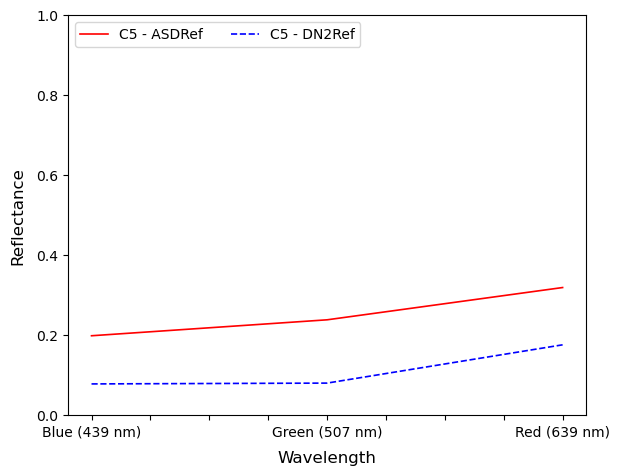 C5 - ASDRef
C5 - DN2Ref
1.0
0.8
0.6
0.4
0.2
0.0
Reflectance
Blue (439 nm)
Green (507 nm)
Red (639 nm)
Wavelength